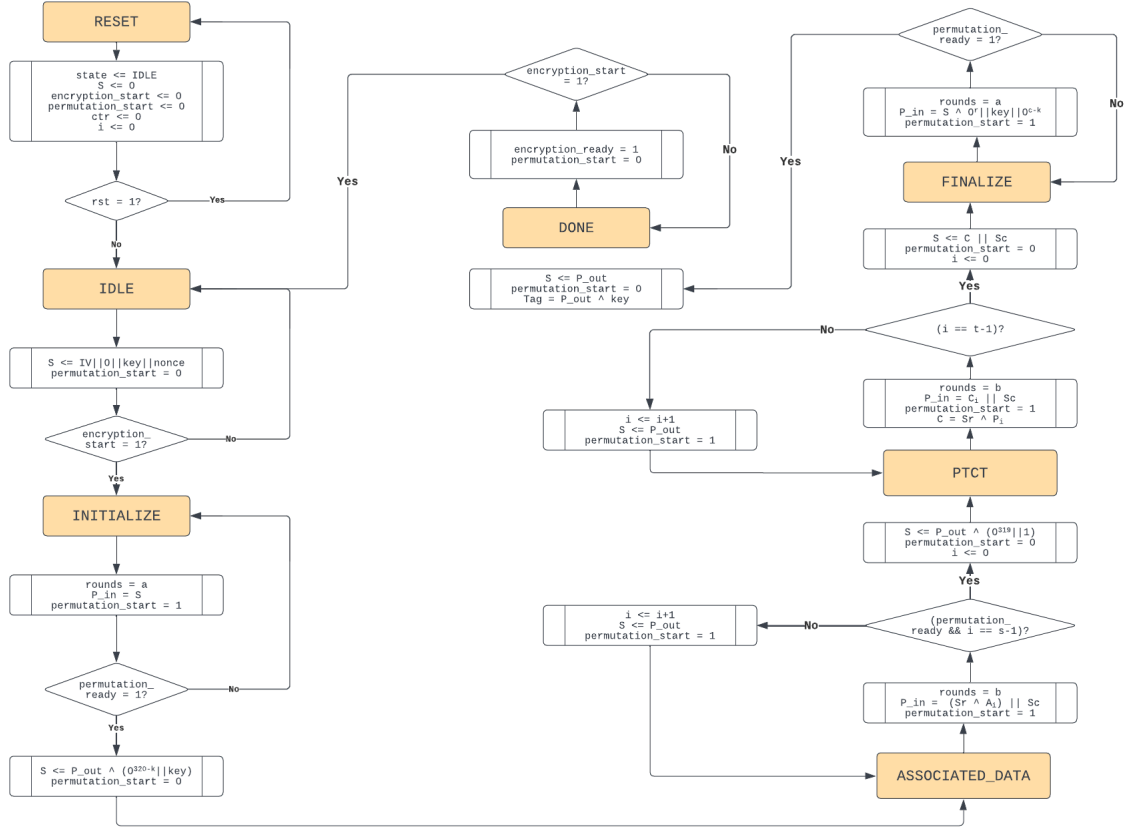 RESET
state <= IDLE
S <= 0
encryption_start <= 0
permutation_start <= 0
ctr <= 0
i <= 0
rst = 1?
Yes
No
IDLE
S <= IV||0||key||nonce
permutation_start = 0
encryption_
start = 1?
No
Yes
INITIALIZE
rounds = a
P_in = S
permutation_start = 1
permutation_
ready = 1?
No
Yes
S <= P_out ^ (0³²⁰⁻ᵏ||key)
permutation_start = 0
encryption_start
= 1?
Yes
No
encryption_ready = 1
permutation_start = 0
DONE
S <= P_out
permutation_start = 0
Tag = P_out ^ key
permutation_
ready = 1?
No
Yes
rounds = a
P_in = S ^ 0ʳ||key||0ᶜ⁻ᵏ
permutation_start = 1
FINALIZE
S <= C || Sc
permutation_start = 0
i <= 0
Yes
(i == t-1)?
No
rounds = b
P_in = Cᵢ || Sc
permutation_start = 1
C = Sr ^ Pᵢ
i <= i+1
S <= P_out
permutation_start = 1
PTCT
S <= P_out ^ (0³¹⁹||1)
permutation_start = 0
i <= 0
Yes
(permutation_
ready && i == s-1)?
No
i <= i+1
S <= P_out
permutation_start = 1
rounds = b
P_in = (Sr ^ Aᵢ) || Sc
permutation_start = 1
ASSOCIATED_DATA